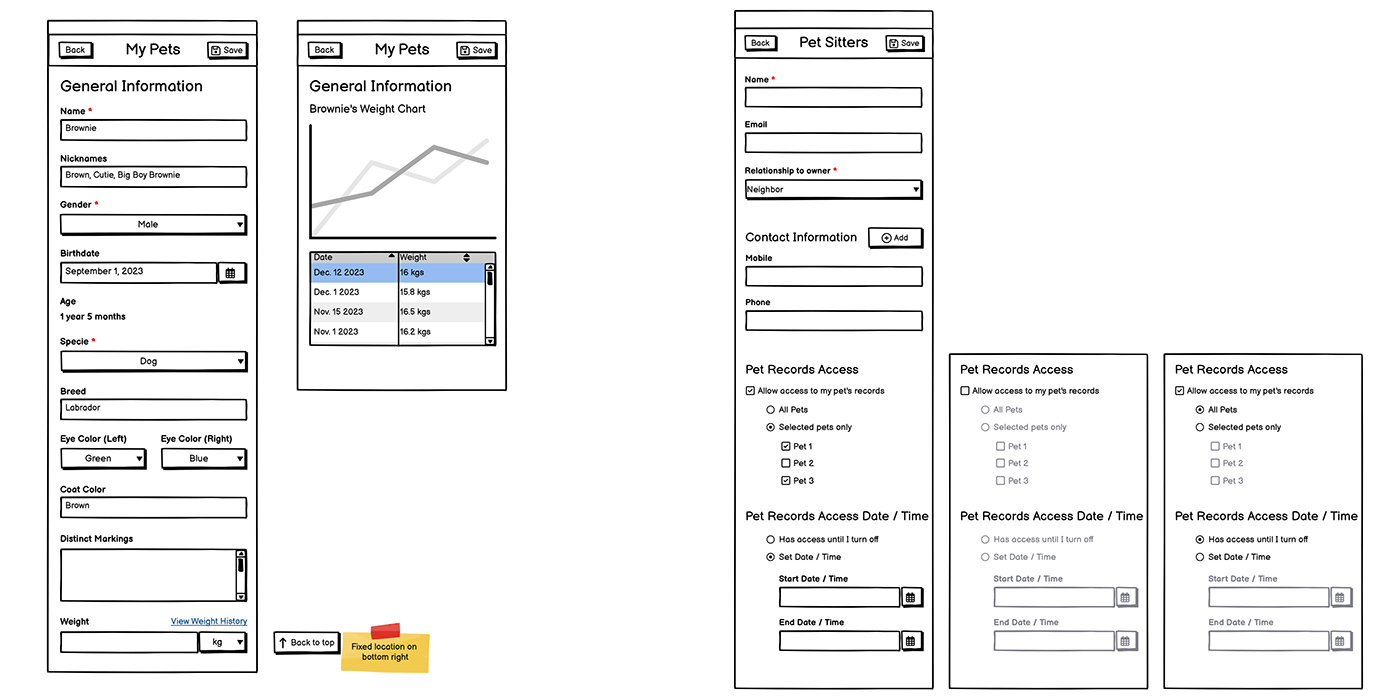 Back
My Pets
Save
General Information
Name *
Brownie
Nicknames
Brown, Cutie, Big Boy Brownie
Gender *
Male
Birthdate
September 1, 2023
Age
1 year 5 months
Specie *
Dog
Breed
Labrador
Eye Color (Left) Eye Color (Right)
Green Blue
Coat Color
Brown
Distinct Markings
Weight View Weight History
kg
Back to top
Fixed location on
bottom right
Back
My Pets
Save
General Information
Brownie's Weight Chart
Date Weight
Dec. 12 2023 16 kgs
Dec. 1 2023 15.8 kgs
Nov. 15 2023 16.5 kgs
Nov. 1 2023 16.2 kgs
Back
Pet Sitters
Save
Name *
Email
Relationship to owner *
Neighbor
Contact Information
Add
Mobile
Phone
Pet Records Access
Allow access to my pet's records
All Pets
Selected pets only
Pet 1
Pet 2
Pet 3
Pet Records Access Date / Time
Has access until I turn off
Set Date / Time
Start Date / Time
End Date / Time
Pet Records Access
Allow access to my pet's records
All Pets
Selected pets only
Pet 1
Pet 2
Pet 3
Pet Records Access Date / Time
Has access until I turn off
Set Date / Time
Start Date / Time
End Date / Time
Pet Records Access
Allow access to my pet's records
All Pets
Selected pets only
Pet 1
Pet 2
Pet 3
Pet Records Access Date / Time
Has access until I turn off
Set Date / Time
Start Date / Time
End Date / Time